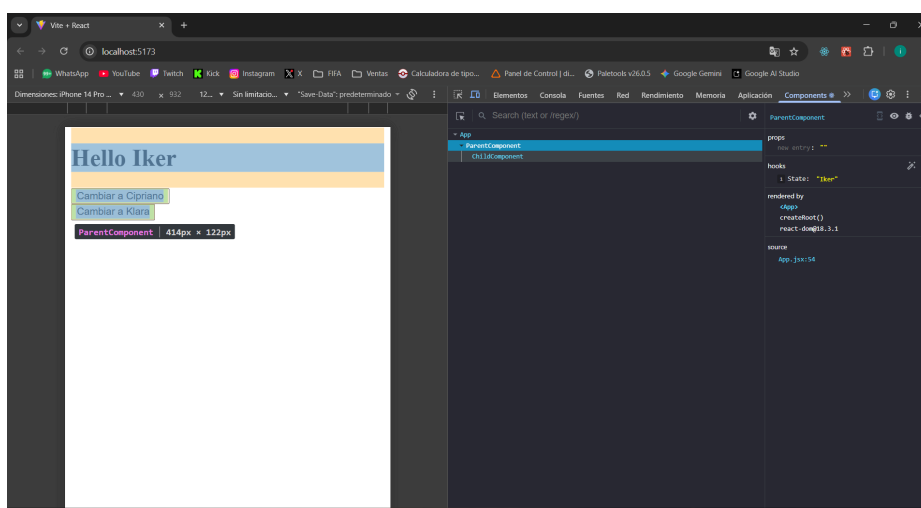 Vite + React
localhost:5173
WhatsApp YouTube Twitch Kick Instagram X FIFA Ventas Calculadora de tipo... Panel de Control | di... Paletools v26.0.5 Google Gemini Google AI Studio
Dimensiones: iPhone 14 Pro ... 430 x 932 12... Sin limitacio... "Save-Data": predeterminado
Elementos Consola Fuentes Red Rendimiento Memoria Aplicación Components
Search (text or /regex/)
App
ParentComponent
ChildComponent
ParentComponent
props
new entry: ""
hooks
1 State: "Iker"
rendered by
<App>
createRoot()
react-dom@18.3.1
source
App.jsx:54
Hello Iker
Cambiar a Cipriano
Cambiar a Klara
ParentComponent | 414px × 122px